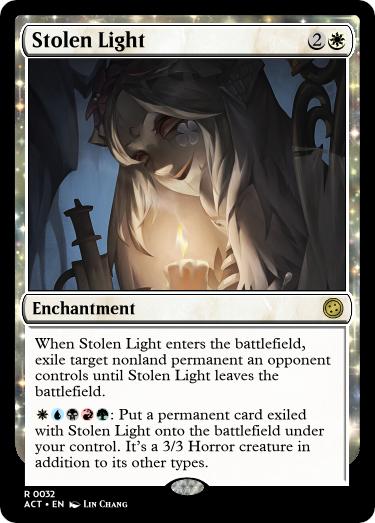 Stolen Light 2
Enchantment
When Stolen Light enters the battlefield,
exile target nonland permanent an opponent
controls until Stolen Light leaves the
battlefield.
: Put a permanent card exiled
with Stolen Light onto the battlefield under
your control. It's a 3/3 Horror creature in
addition to its other types.
R 0032
ACT • EN Lin Chang